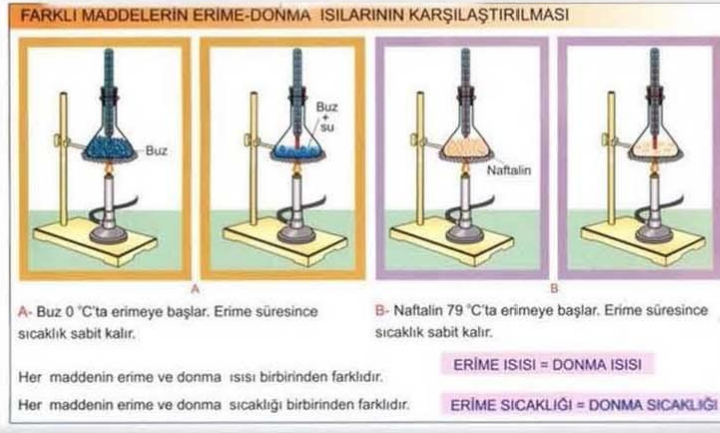 FARKLI MADDELERİN ERİME-DONMA ISILARININ KARŞILAŞTIRILMASI
Buz
Buz
+
su
Naftalin
A
B
A- Buz 0 °C'ta erimeye başlar. Erime süresince
sıcaklık sabit kalır.
B- Naftalin 79 °C'ta erimeye başlar. Erime süresince
sıcaklık sabit kalır.
Her maddenin erime ve donma ısısı birbirinden farklıdır.
ERİME ISISI = DONMA ISISI
Her maddenin erime ve donma sıcaklığı birbirinden farklıdır.
ERİME SICAKLIĞI = DONMA SICAKLIĞI